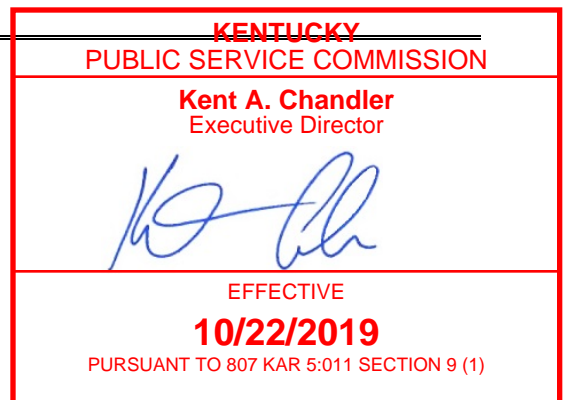 KENTUCKY
PUBLIC SERVICE COMMISSION
Kent A. Chandler
Executive Director
EFFECTIVE
10/22/2019
PURSUANT TO 807 KAR 5:011 SECTION 9 (1)